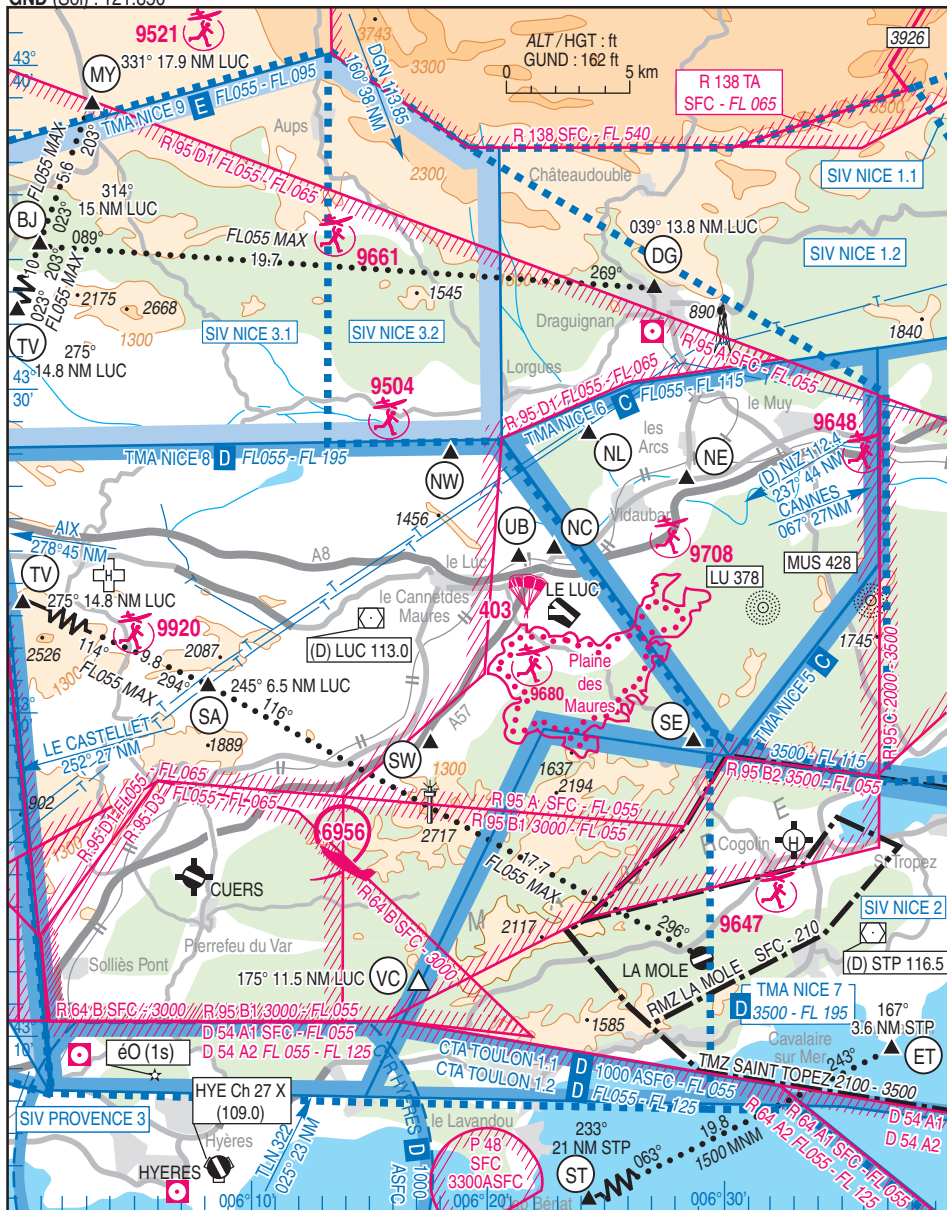 GND (Sol) : 121.850
9521
3743
3300
ALT / HGT : ft
GUND : 162 ft
0
5 km
3926
43°
40'
MY
331° 17.9 NM LUC
DGN 113.85
160° 38 NM
R 138 TA
SFC - FL 065
3300
TMA NICE 9 E FL055 - FL 095
Aups
R 138 SFC - FL 540
R 95 D1 FL055 - FL 065
FL055 MAX
5.6
203°
023°
2300
Châteaudouble
SIV NICE 1.1
BJ
314°
15 NM LUC
089°
FL055 MAX
19.7
9661
039° 13.8 NM LUC
DG
269°
SIV NICE 1.2
10
203°
023°
FL055 MAX
2175
2668
1300
1545
890
1840
TV
275°
14.8 NM LUC
SIV NICE 3.1
SIV NICE 3.2
Draguignan
R 95 A SFC - FL 055
43°
30'
9504
Lorgues
R 95 D1 FL055 - FL 065
TMA NICE 6 C FL055 - FL 115
le Muy
9648
les
Arcs
TMA NICE 8 D FL055 - FL 195
NW
NL
NE
(D) NIZ 112.4
237° 44 NM
CANNES
067° 27NM
1456
UB
NC
Vidauban
AIX
278° 45 NM
A8
le Luc
9708
MUS 428
LU 378
TV
275° 14.8 NM LUC
le Cannet des
Maures
403
LE LUC
9920
(D) LUC 113.0
2526
1300
114°
9.8
294°
FL055 MAX
2087
245° 6.5 NM LUC
116°
9680
Plaine
des
Maures
1745
R 95 C 2000 - 3500
TMA NICE 5 C
3500 - FL 115
SA
LE CASTELLET
252° 27 NM
1889
SW
A57
SE
1300
1637
2194
902
1300
R 95 D1 FL055 - FL 065
R 95 D3
FL055 - FL 065
2717
R 95 A SFC - FL 055
R 95 B1 3000 - FL 055
R 95 B2 3500 - FL 055
6956
17.7
FL055 MAX
Cogolin
H
St Tropez
CUERS
R 64 B SFC - 3000
M
E
9647
SIV NICE 2
Pierrefeu du Var
Solliès Pont
2117
296°
LA MOLE
RMZ LA MOLE SFC - 210
(D) STP 116.5
175° 11.5 NM LUC
VC
TMA NICE 7
D 3500 - FL 195
R 64 B SFC - 3000
R 95 B1 3000 - FL 055
D 54 A1 SFC - FL 055
D 54 A2 FL 055 - FL 125
1585
167°
3.6 NM STP
43°
10'
éO (1s)
CTA TOULON 1.1 D 1000 ASFC - FL 055
CTA TOULON 1.2 D FL055 - FL 125
Cavalaire
sur Mer
243°
ET
TMZ SAINT TOPEZ 2100 - 3500
HYE Ch 27 X
(109.0)
SIV PROVENCE 3
CTR HYERES D 1000
ASFC
D 54 A1
D 54 A2
R 64 A1 SFC - FL 055
R 64 A2 FL055 - FL 125
TLN 322
025° 23 NM
Hyères
HYERES
le Lavandou
P 48
SFC
3300ASFC
233°
21 NM STP
ST
063°
19.8
1500 MNM
Bénat
006° 10'
006° 20'
006° 30'